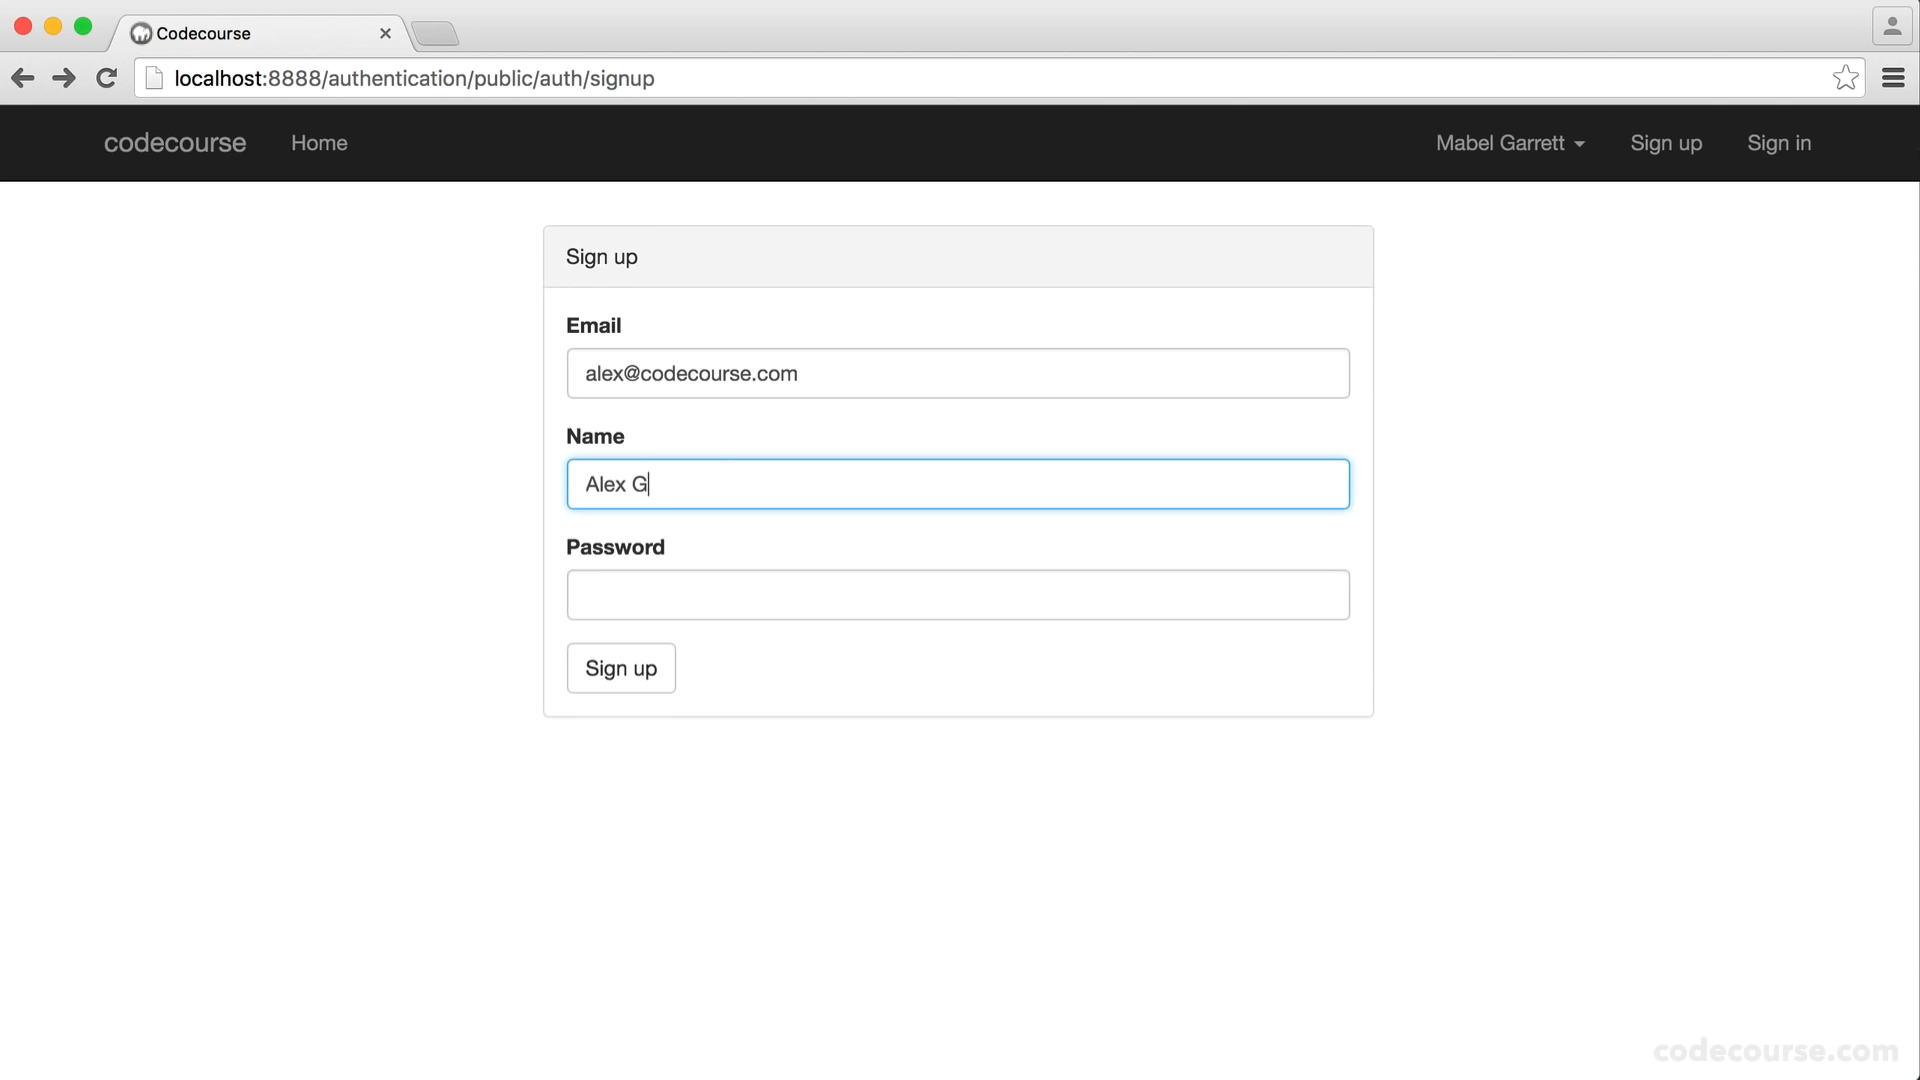 Codecourse
localhost:8888/authentication/public/auth/signup
codecourse Home Mabel Garrett Sign up Sign in
Sign up
Email
alex@codecourse.com
Name
Alex G
Password
Sign up
codecourse.com